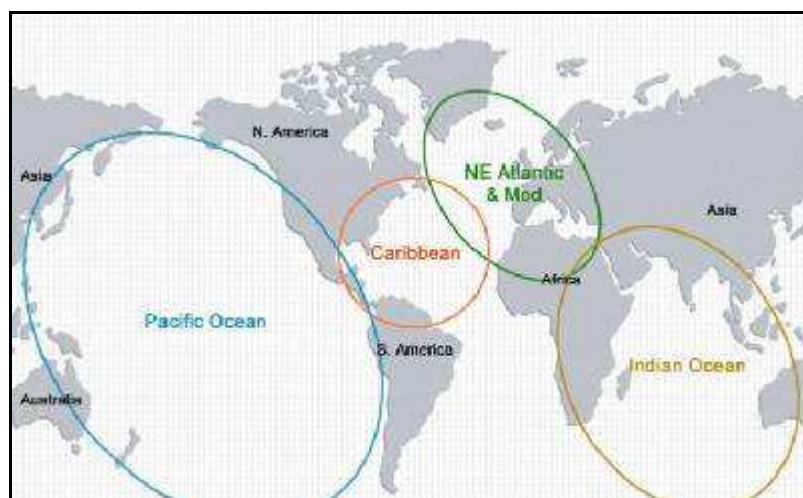 N. America
NE Atlantic
& Med
Asia
Asia
Caribbean
Africa
Pacific Ocean
S. America
Indian Ocean
Australia